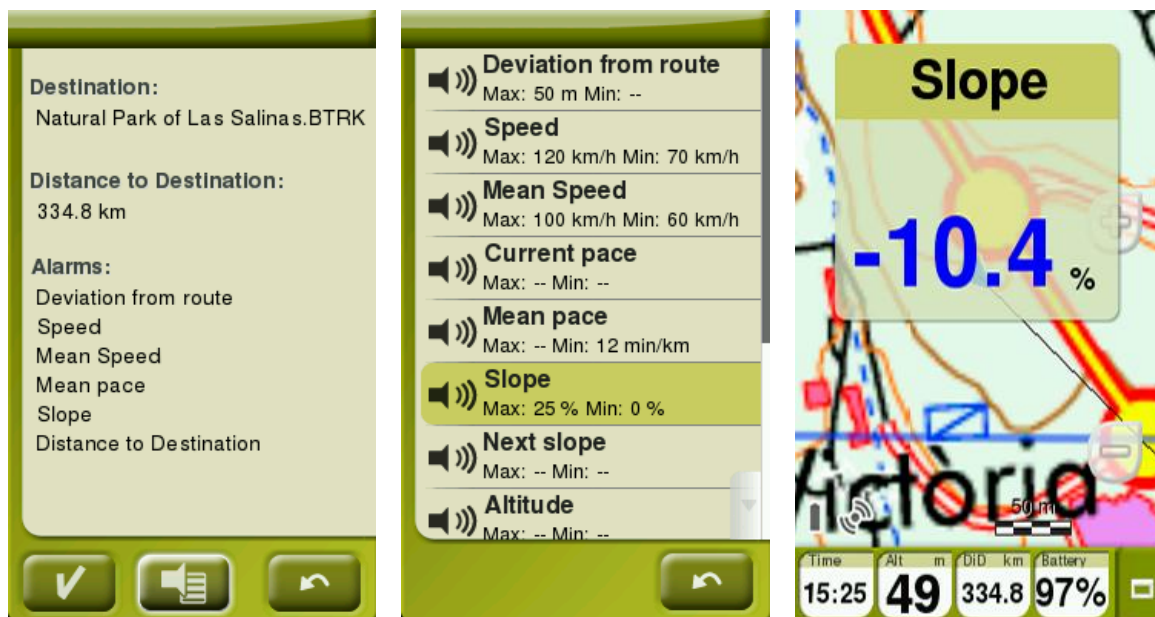 Destination:
Natural Park of Las Salinas.BTRK
Distance to Destination:
334.8 km
Alarms:
Deviation from route
Speed
Mean Speed
Mean pace
Slope
Distance to Destination
Deviation from route
Max: 50 m Min: --
Speed
Max: 120 km/h Min: 70 km/h
Mean Speed
Max: 100 km/h Min: 60 km/h
Current pace
Max: -- Min: --
Mean pace
Max: -- Min: 12 min/km
Slope
Max: 25 % Min: 0 %
Next slope
Max: -- Min: --
Altitude
Max: -- Min: --
Slope
-10.4 %
Victòria
50 m
Time Alt m DiD km Battery
15:25 49 334.8 97%